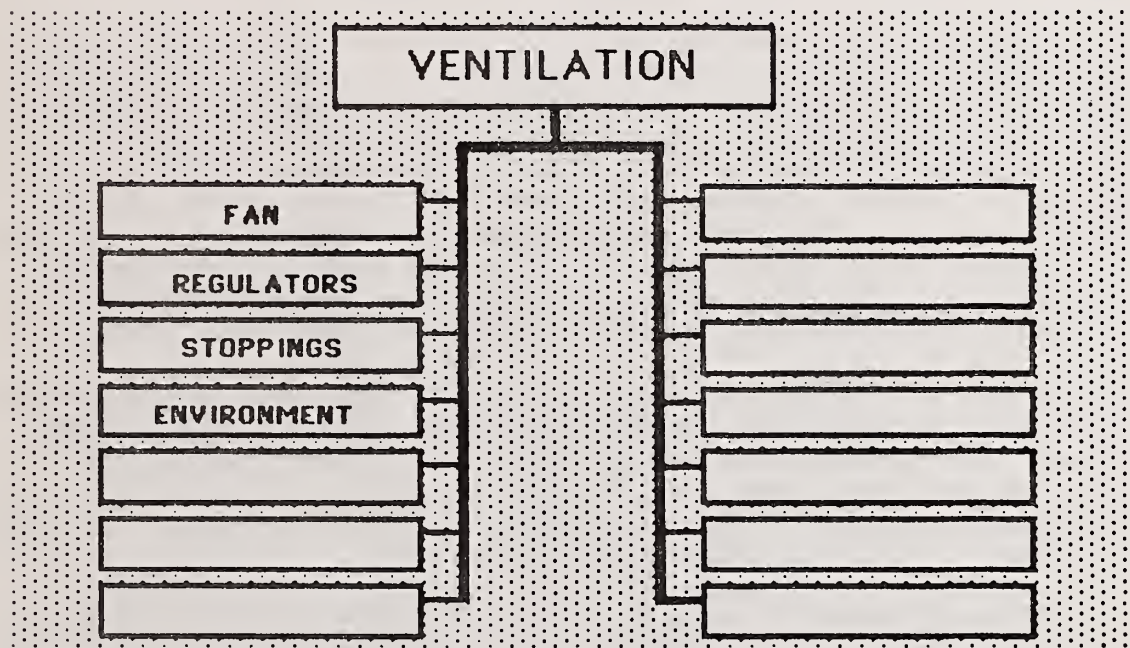 VENTILATION
FAN
REGULATORS
STOPPINGS
ENVIRONMENT